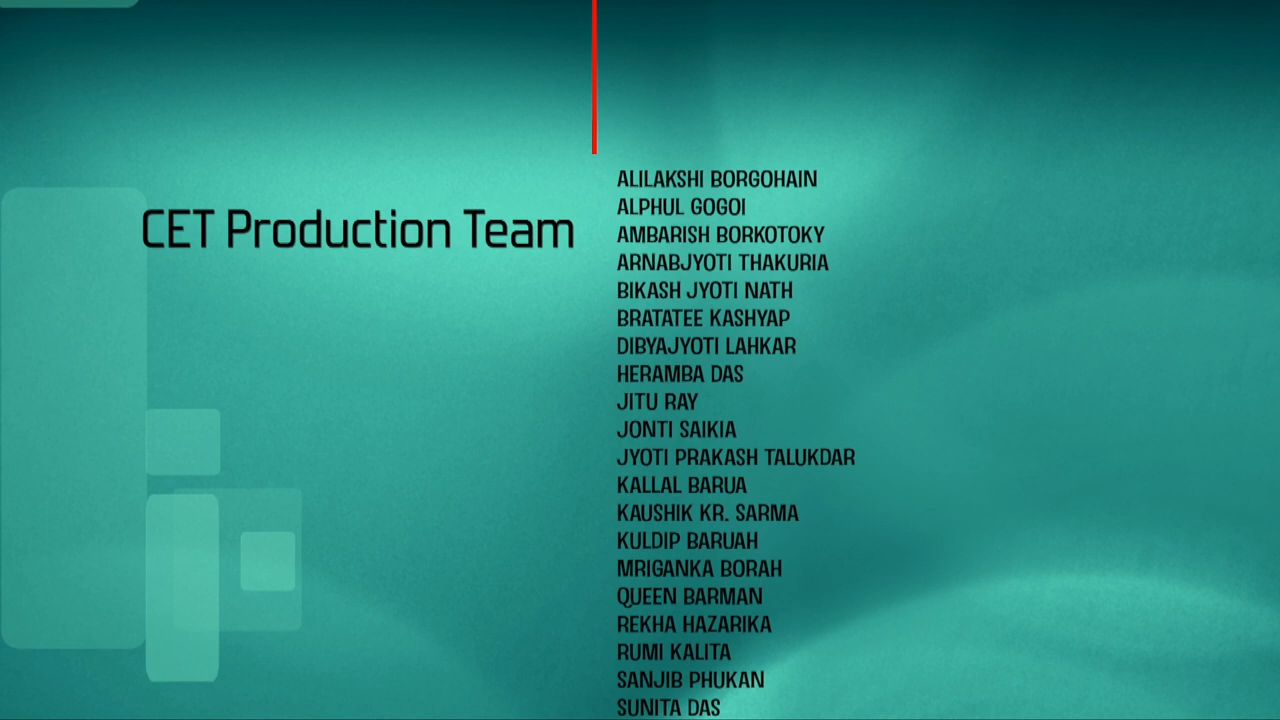 CET Production Team
ALILAKSHI BORGOHAIN
ALPHUL GOGOI
AMBARISH BORKOTOKY
ARNABJYOTI THAKURIA
BIKASH JYOTI NATH
BRATATEE KASHYAP
DIBYAJYOTI LAHKAR
HERAMBA DAS
JITU RAY
JONTI SAIKIA
JYOTI PRAKASH TALUKDAR
KALLAL BARUA
KAUSHIK KR. SARMA
KULDIP BARUAH
MRIGANKA BORAH
QUEEN BARMAN
REKHA HAZARIKA
RUMI KALITA
SANJIB PHUKAN
SUNITA DAS